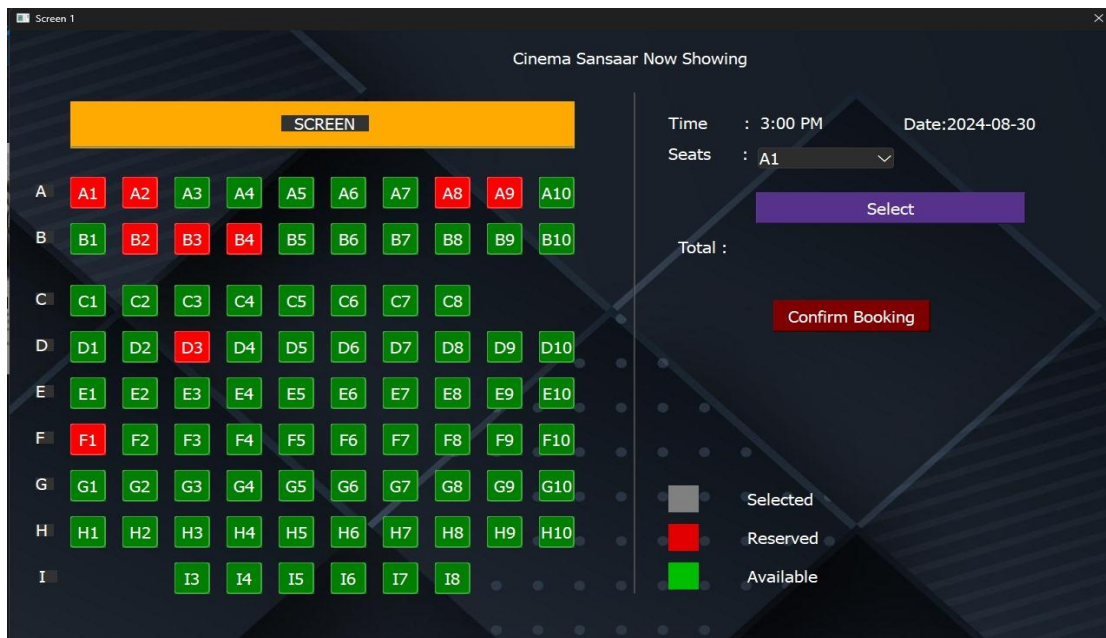 Screen 1
Cinema Sansaar Now Showing
SCREEN
Time : 3:00 PM Date:2024-08-30
Seats : A1
Select
Total :
Confirm Booking
A A1 A2 A3 A4 A5 A6 A7 A8 A9 A10
B B1 B2 B3 B4 B5 B6 B7 B8 B9 B10
C C1 C2 C3 C4 C5 C6 C7 C8
D D1 D2 D3 D4 D5 D6 D7 D8 D9 D10
E E1 E2 E3 E4 E5 E6 E7 E8 E9 E10
F F1 F2 F3 F4 F5 F6 F7 F8 F9 F10
G G1 G2 G3 G4 G5 G6 G7 G8 G9 G10
H H1 H2 H3 H4 H5 H6 H7 H8 H9 H10
I I3 I4 I5 I6 I7 I8
Selected
Reserved
Available